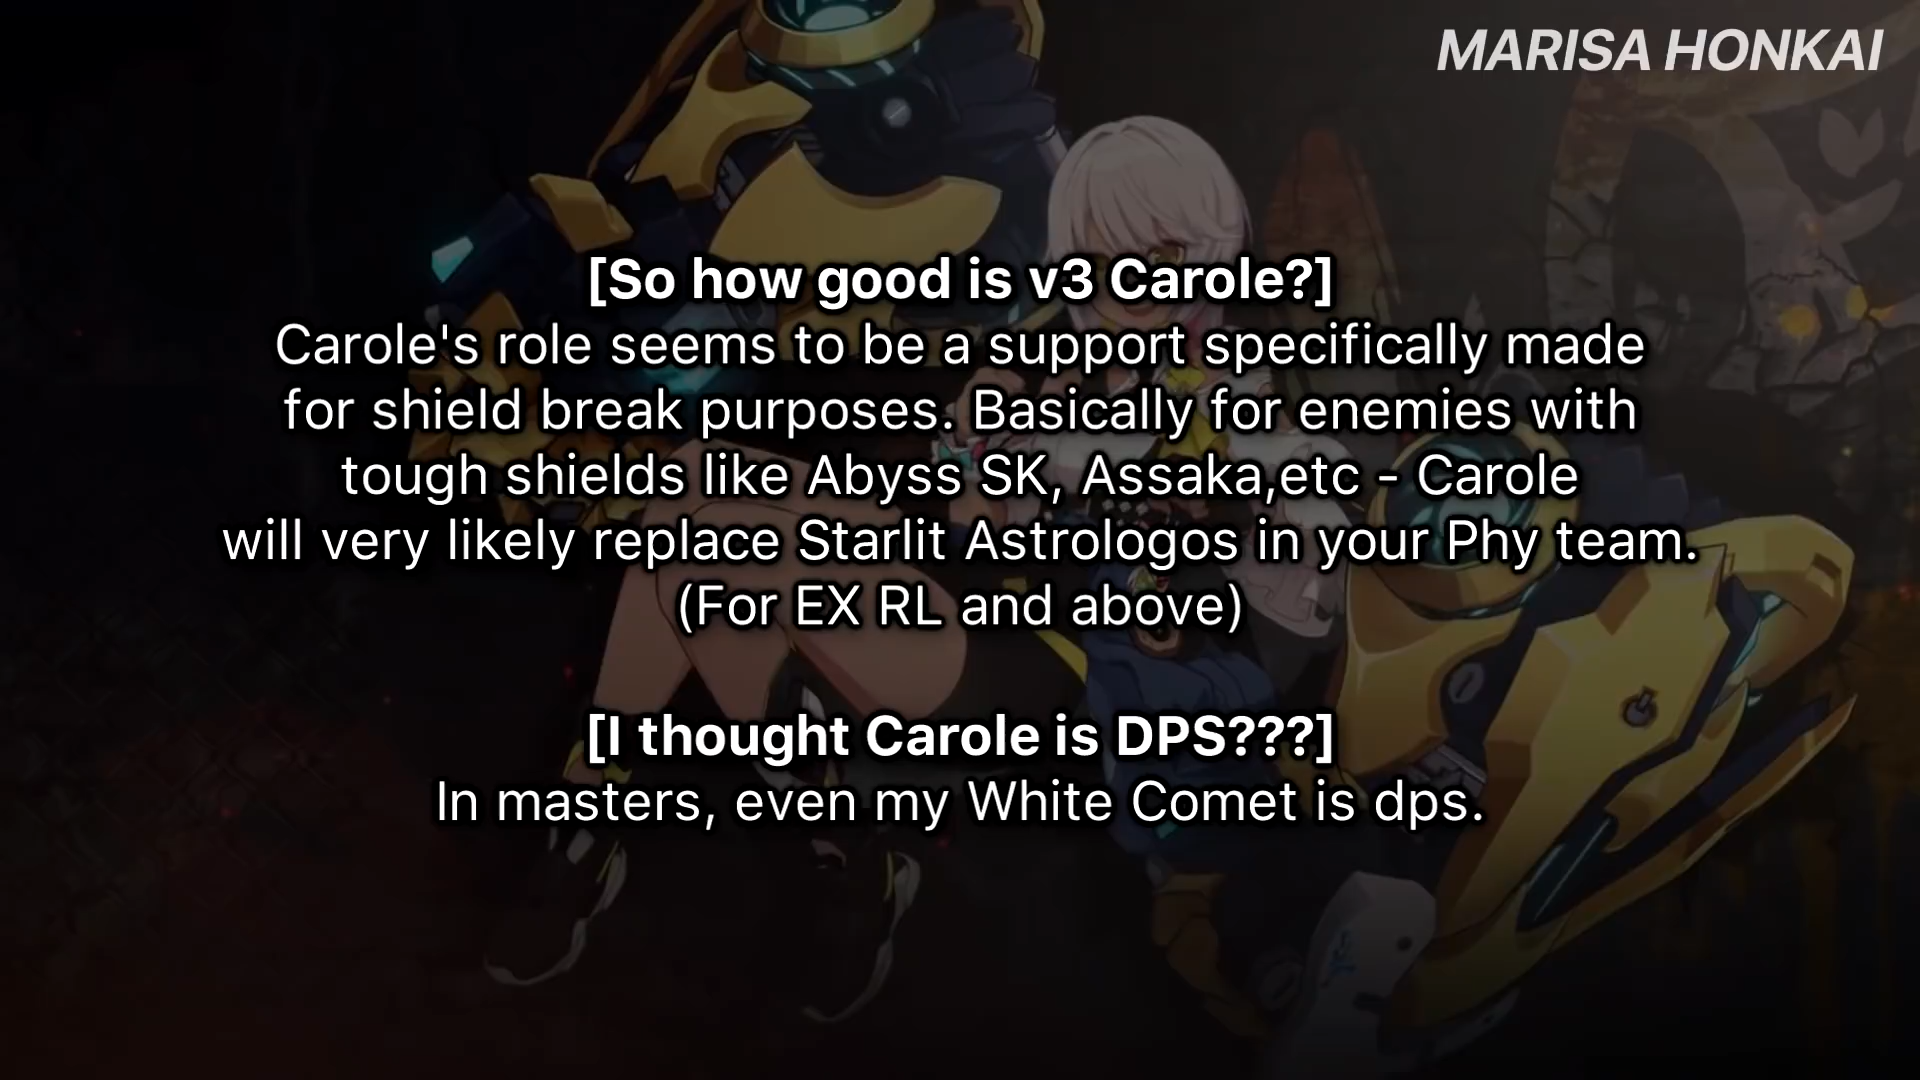 MARISA HONKAI
[So how good is v3 Carole?]
Carole's role seems to be a support specifically made
for shield break purposes. Basically for enemies with
tough shields like Abyss SK, Assaka,etc - Carole
will very likely replace Starlit Astrologos in your Phy team.
(For EX RL and above)
[I thought Carole is DPS???]
In masters, even my White Comet is dps.